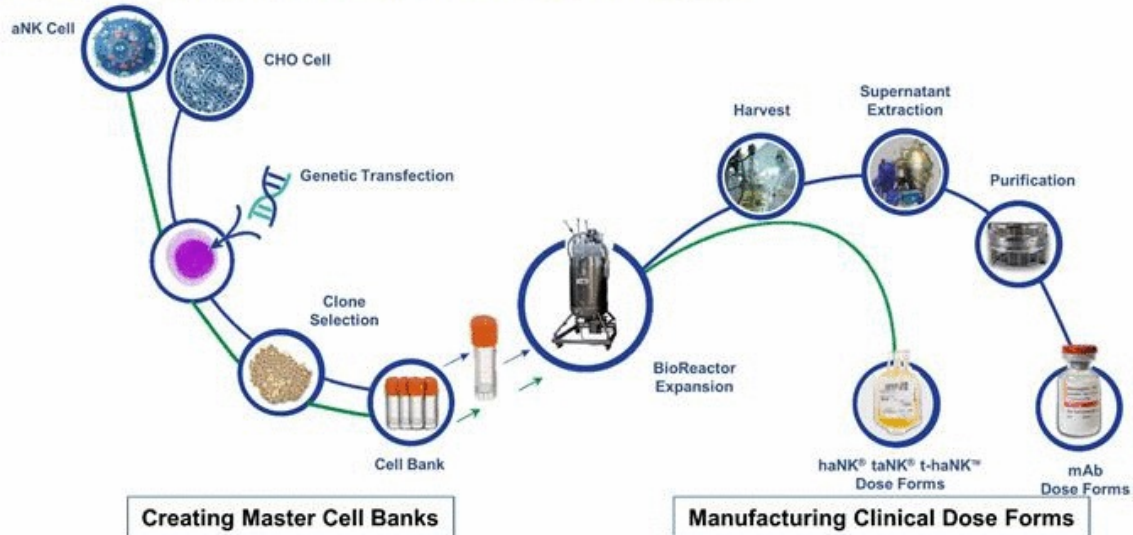 aNK Cell
CHO Cell
Genetic Transfection
Clone
Selection
Cell Bank
BioReactor
Expansion
Harvest
Supernatant
Extraction
Purification
haNK® taNK® t-haNK™
Dose Forms
mAb
Dose Forms
Creating Master Cell Banks
Manufacturing Clinical Dose Forms